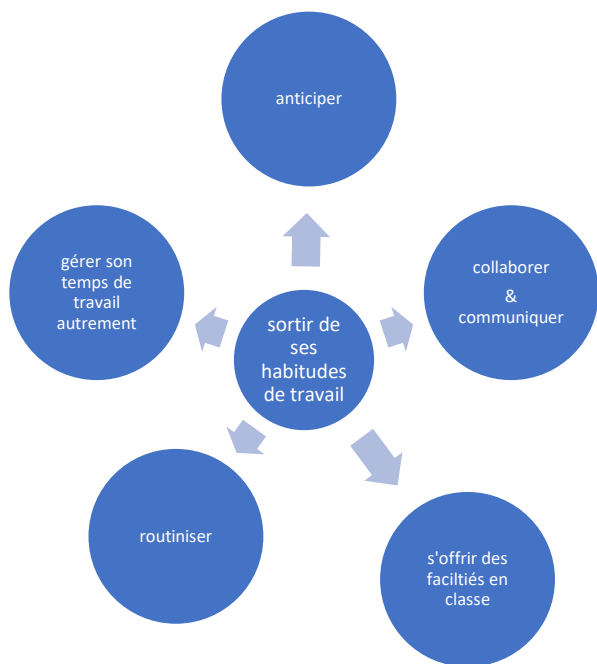 anticiper
gérer son
temps de
travail
autrement
collaborer
&
communiquer
sortir de
ses
habitudes
de travail
routiniser
s'offrir des
faciltiés en
classe